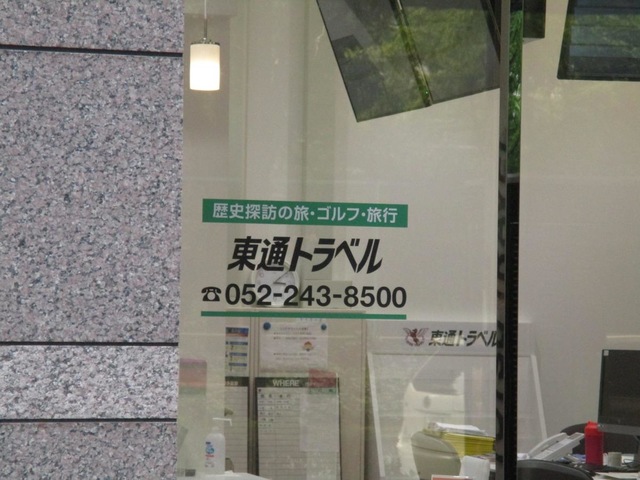 歴史探訪の旅・ゴルフ・旅行
東通トラベル
☎052-243-8500
東通トラベル
WHERE